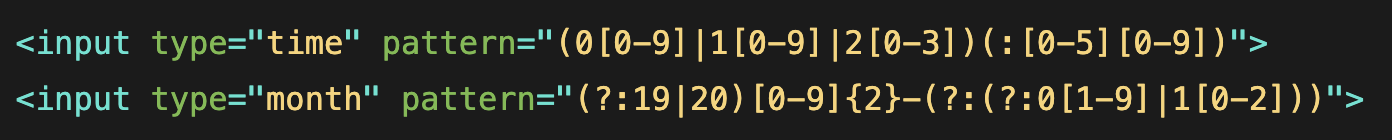 <input type="time" pattern="(0[0-9]|1[0-9]|2[0-3])(:[0-5][0-9])">
<input type="month" pattern="(?:19|20)[0-9]{2}-(?:(?:0[1-9]|1[0-2]))">